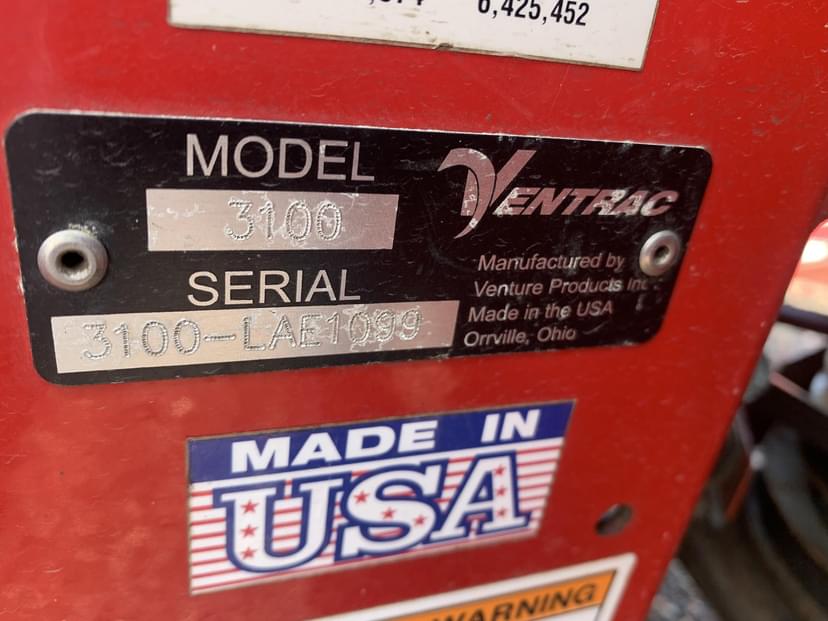 6,425,452
MODEL
3100
SERIAL
3100-LAE1099
VENTRAC
Manufactured by
Venture Products Inc.
Made in the USA
Orrville, Ohio
MADE IN
USA
WARNING